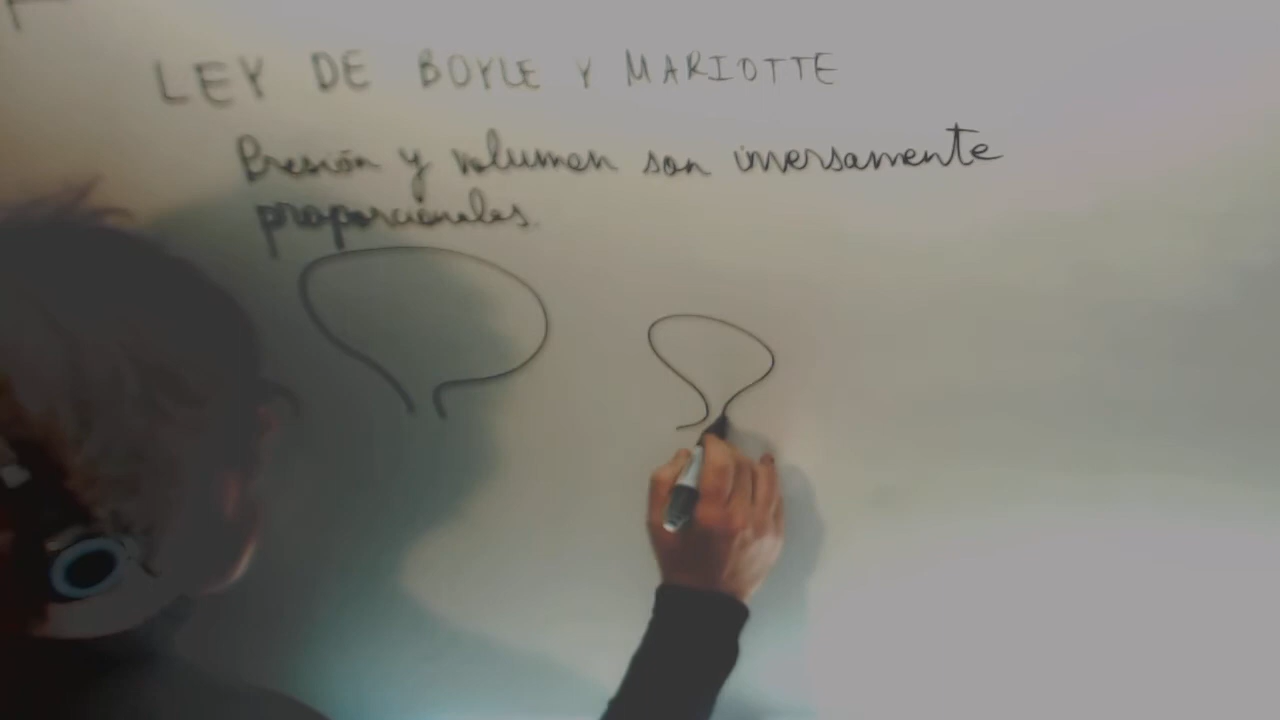 LEY DE BOYLE Y MARIOTTE
Presión y volumen son inversamente
proporcionales.